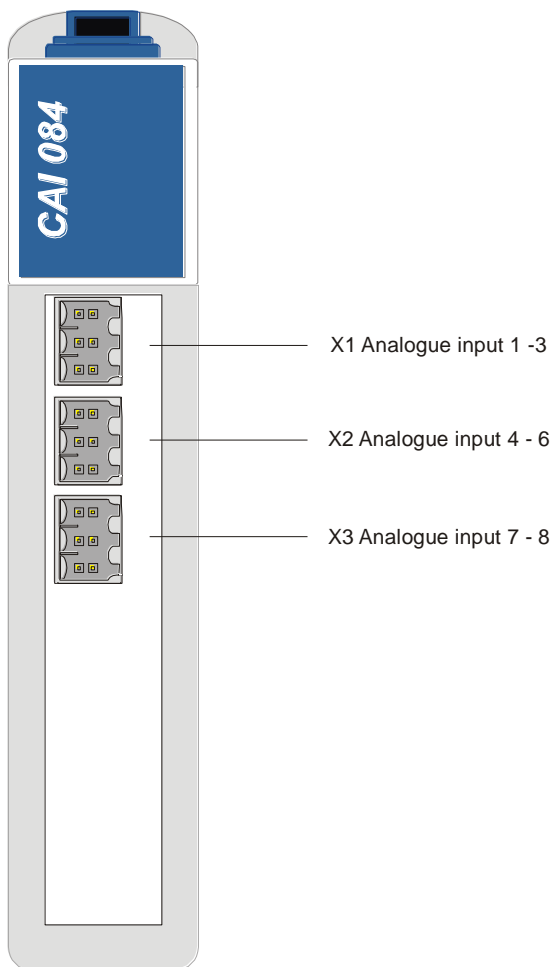 CAI 084
X1 Analogue input 1 -3
X2 Analogue input 4 - 6
X3 Analogue input 7 - 8